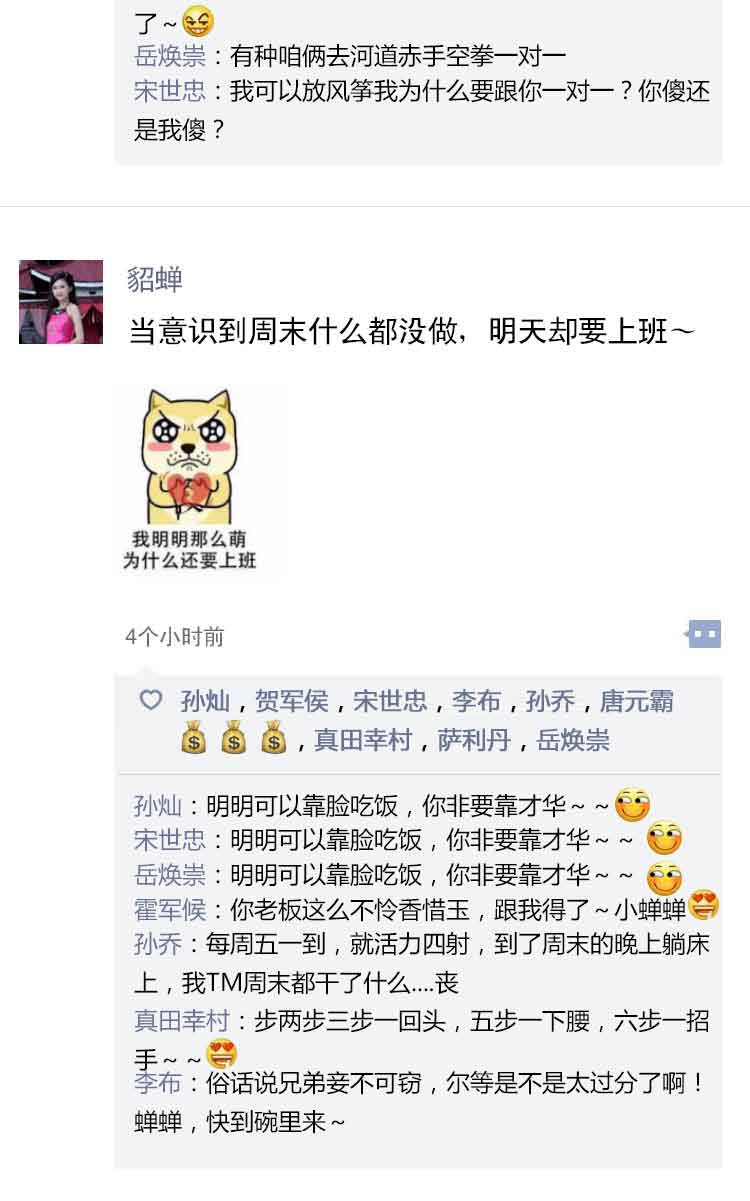 了~
岳焕崇：有种咱俩去河道赤手空拳一对一
宋世忠：我可以放风筝我为什么要跟你一对一？你傻还
是我傻？
貂蝉
当意识到周末什么都没做，明天却要上班～
我明明那么萌
为什么还要上班
4个小时前
孙灿，贺军侯，宋世忠，李布，孙乔，唐元霸
，真田幸村，萨利丹，岳焕崇
孙灿：明明可以靠脸吃饭，你非要靠才华~~
宋世忠：明明可以靠脸吃饭，你非要靠才华~~
岳焕崇：明明可以靠脸吃饭，你非要靠才华~~
霍军候：你老板这么不怜香惜玉，跟我得了~小蝉蝉
孙乔：每周五一到，就活力四射，到了周末的晚上躺床
上，我TM周末都干了什么....丧
真田幸村：步两步三步一回头，五步一下腰，六步一招
手~~
李布：俗话说兄弟妾不可窃，尔等是不是太过分了啊！
蝉蝉，快到碗里来~